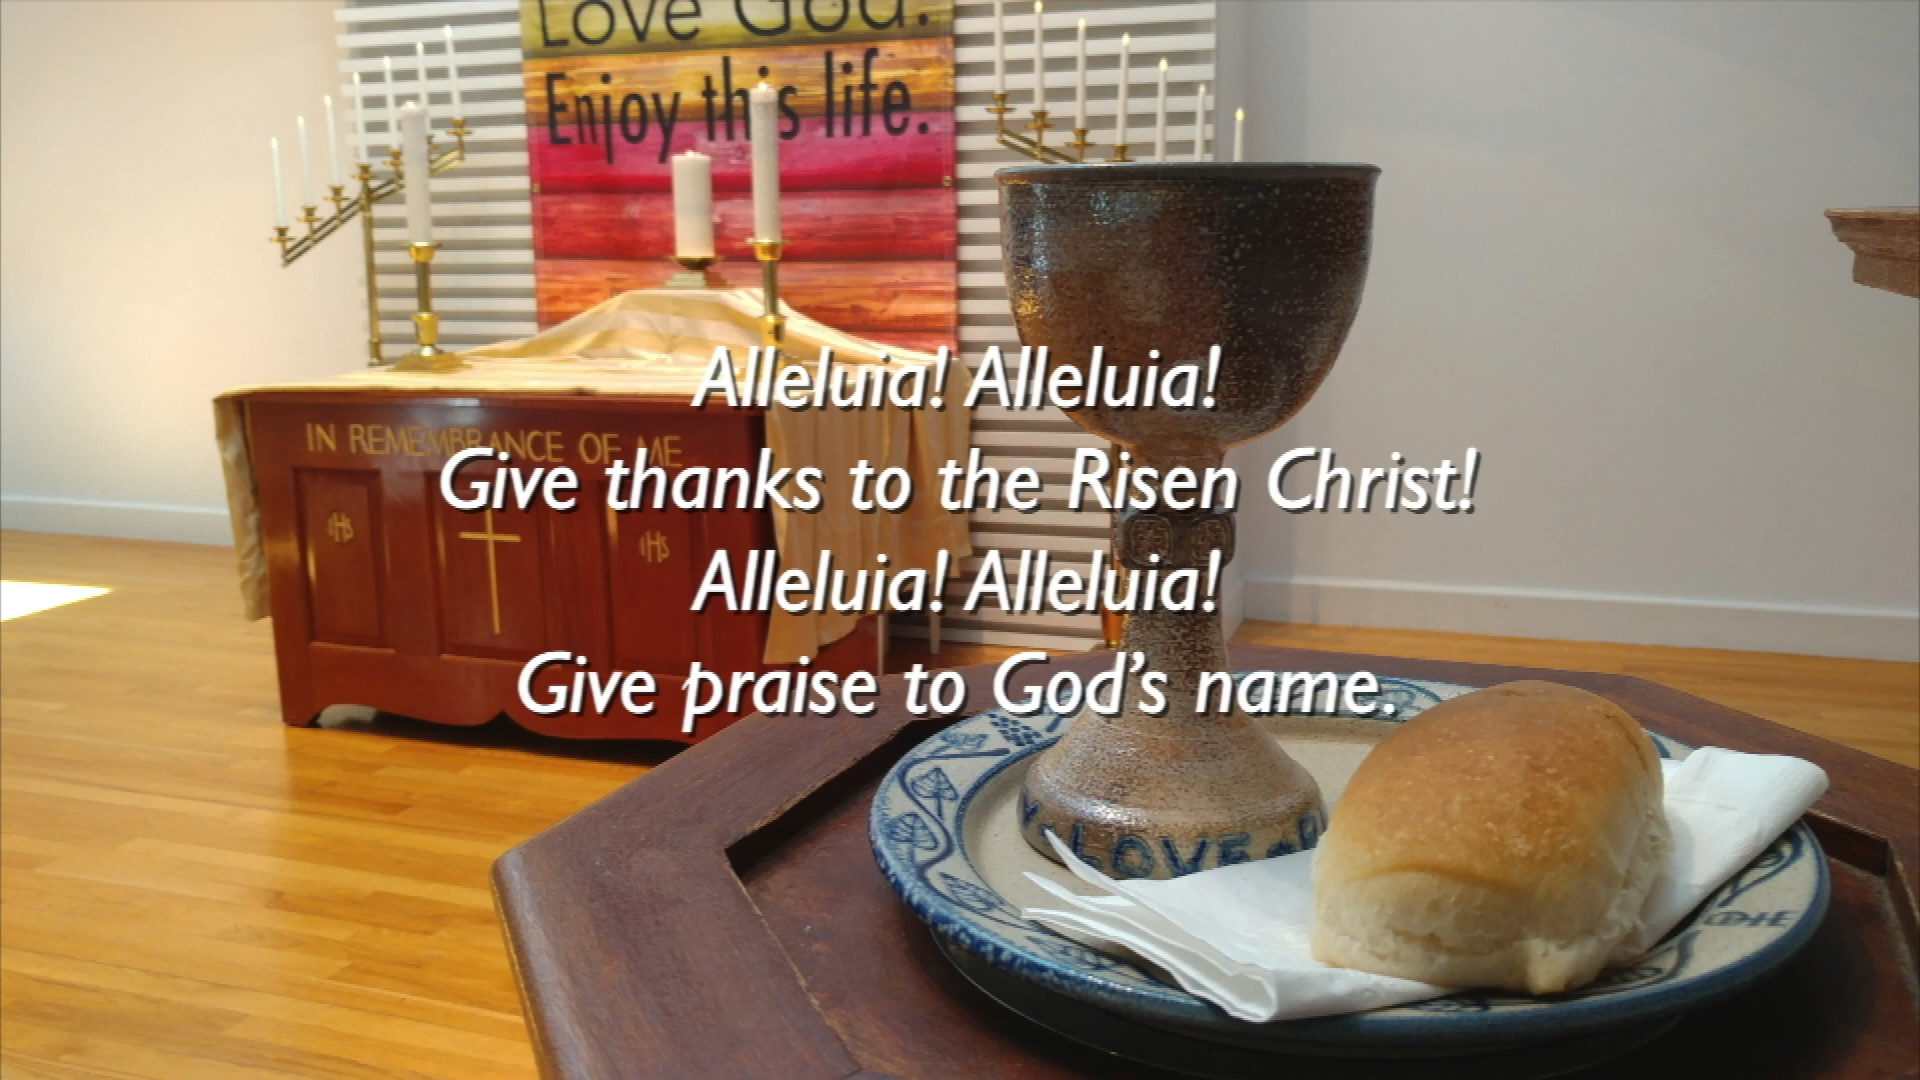 Love God.
Enjoy this life.
Alleluia! Alleluia!
IN REMEMBRANCE OF ME
Give thanks to the Risen Christ!
IHS
IHS
Alleluia! Alleluia!
Give praise to God's name.
LOVE